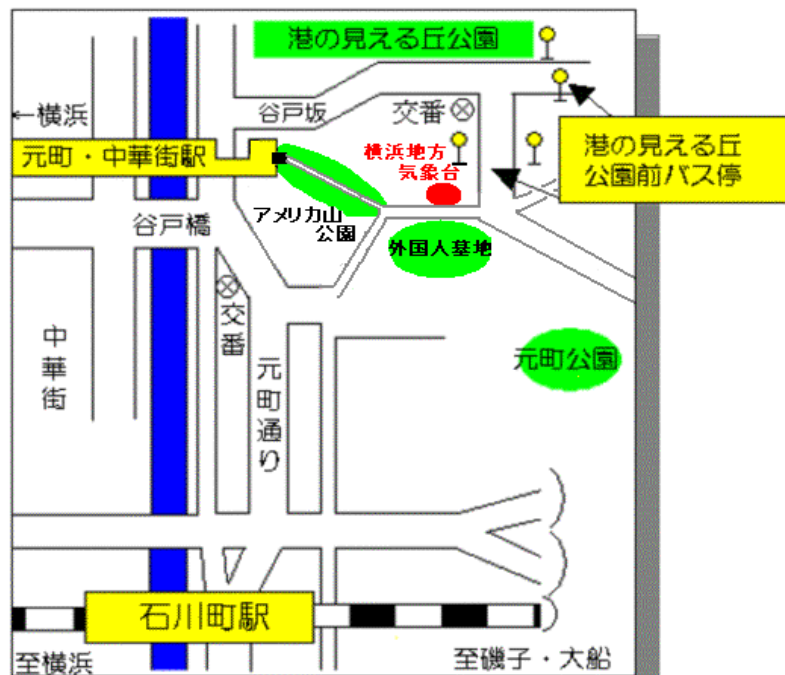 港の見える丘公園
←横浜
谷戸坂
交番
元町・中華街駅
横浜地方
気象台
港の見える丘
公園前バス停
アメリカ山
公園
谷戸橋
外国人墓地
交番
中華街
元町公園
元町通り
石川町駅
至横浜
至磯子・大船